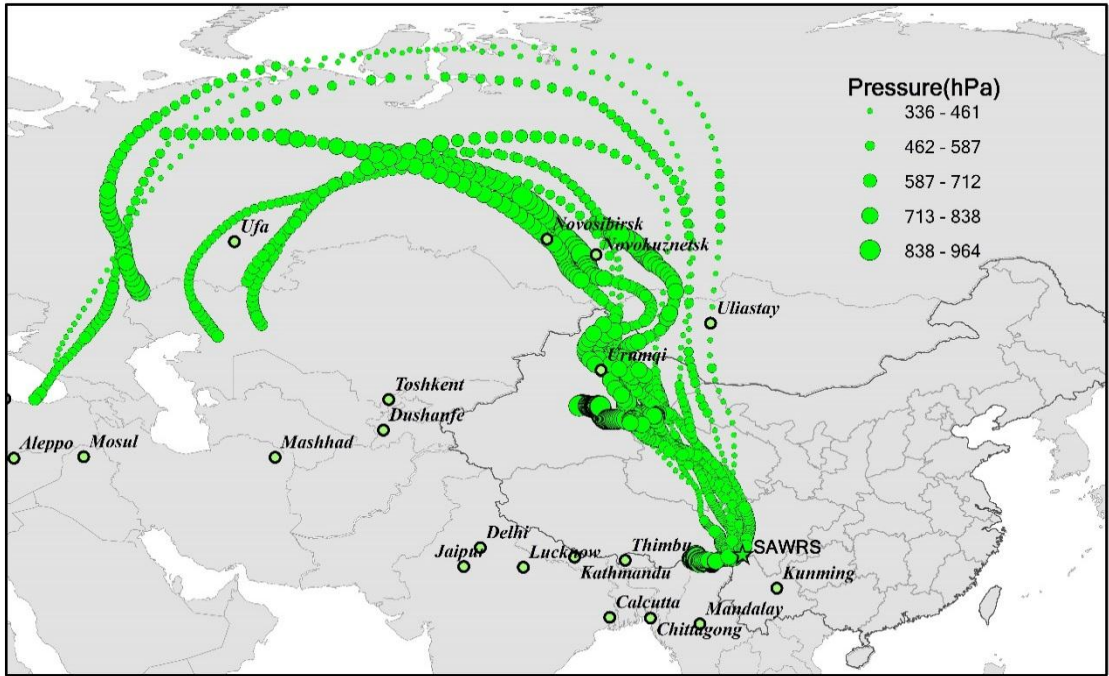 Pressure(hPa)
336 - 461
462 - 587
587 - 712
713 - 838
838 - 964
Ufa
Novosibirsk
Novokuznetsk
Uliastay
Urumqi
Toshkent
Dushanfe
Aleppo
Mosul
Mashhad
Delhi
Jaipur
Lucknow
Thimbu
SAWRS
Kathmandu
Kunming
Calcutta
Mandalay
Chittagong